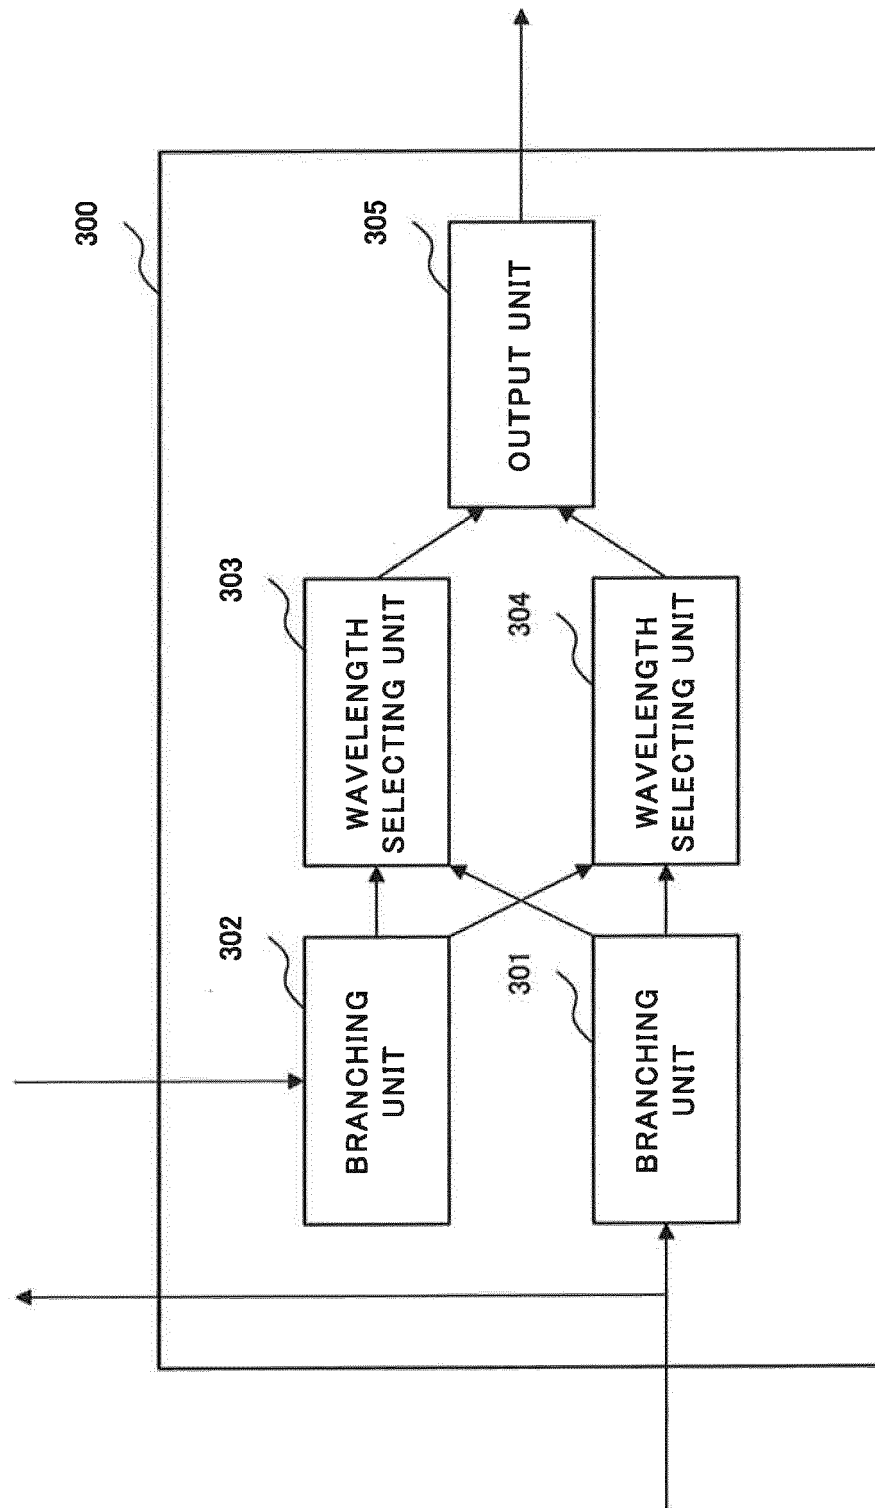 300
302
BRANCHING
UNIT
303
WAVELENGTH
SELECTING UNIT
305
OUTPUT UNIT
301
BRANCHING
UNIT
304
WAVELENGTH
SELECTING UNIT